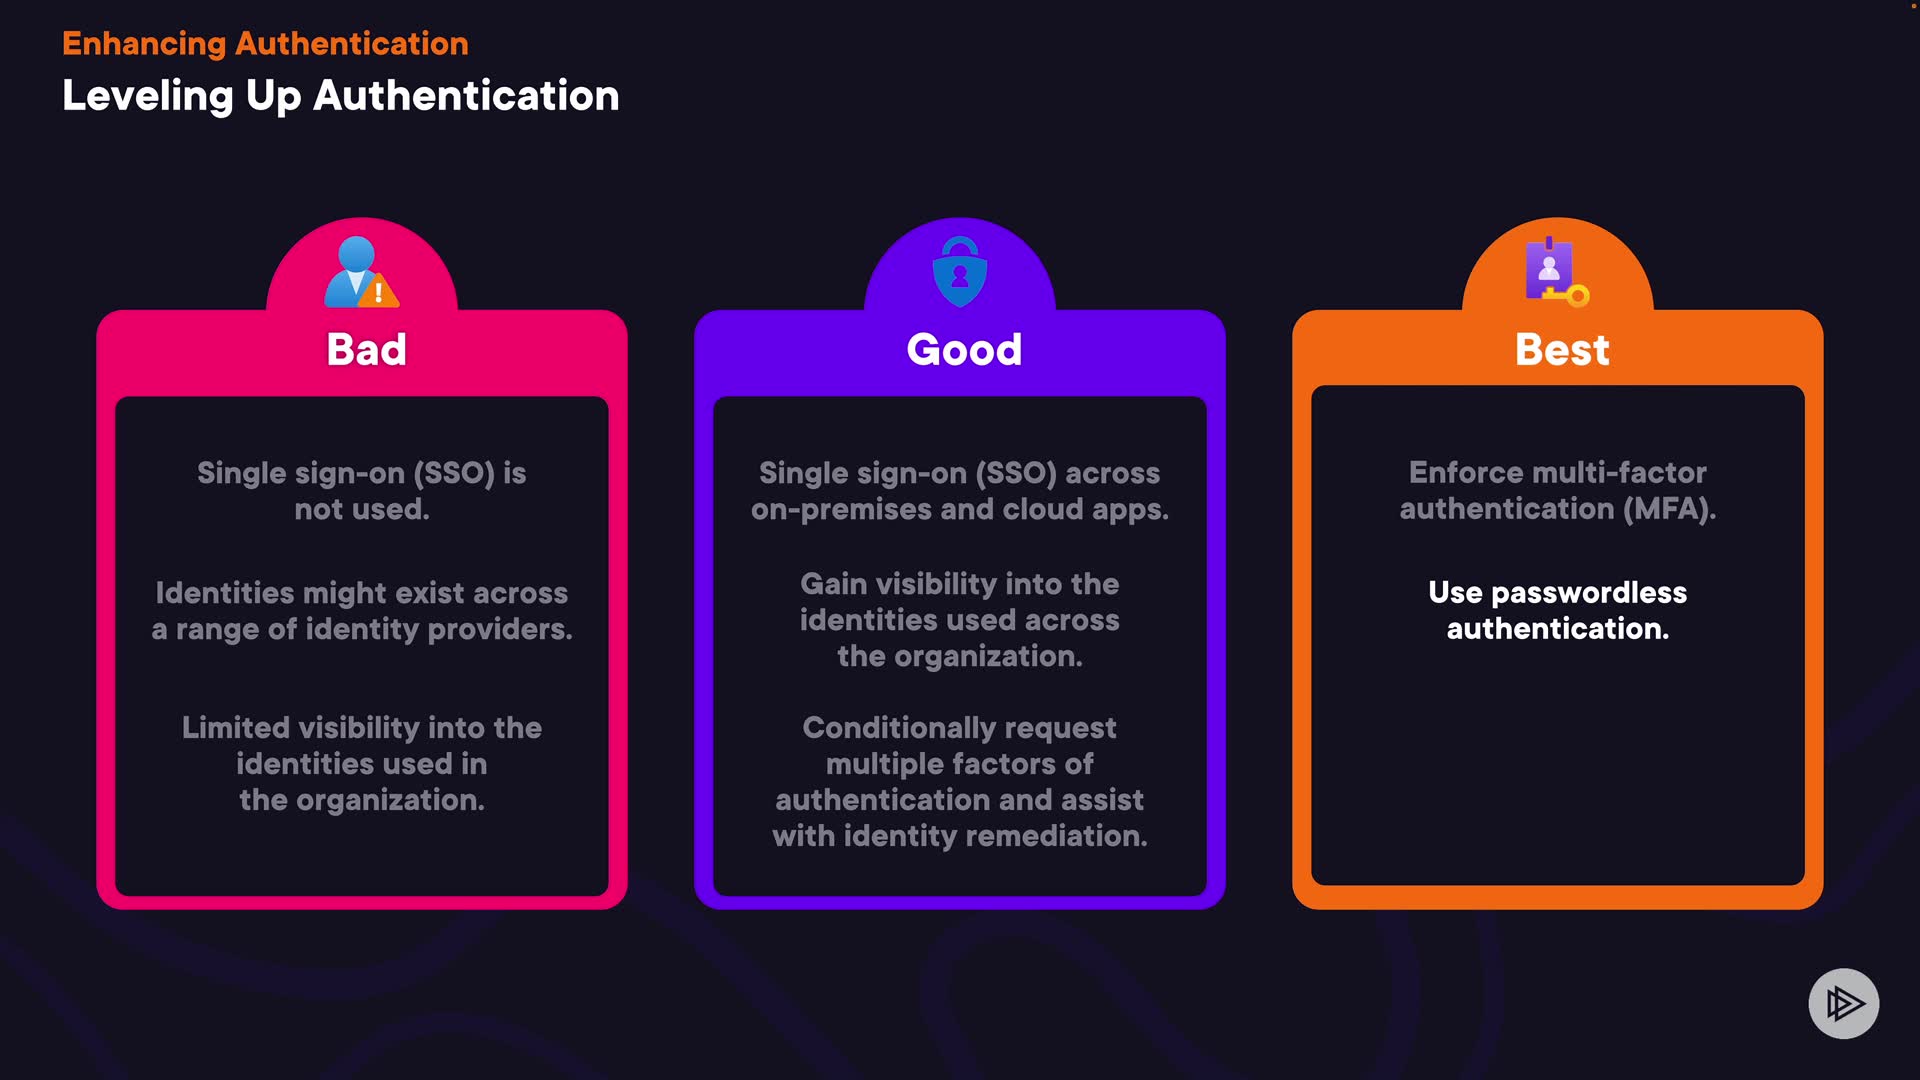 Enhancing Authentication
Leveling Up Authentication
Bad
Single sign-on (SSO) is
not used.
Identities might exist across
a range of identity providers.
Limited visibility into the
identities used in
the organization.
Good
Single sign-on (SSO) across
on-premises and cloud apps.
Gain visibility into the
identities used across
the organization.
Conditionally request
multiple factors of
authentication and assist
with identity remediation.
Best
Enforce multi-factor
authentication (MFA).
Use passwordless
authentication.